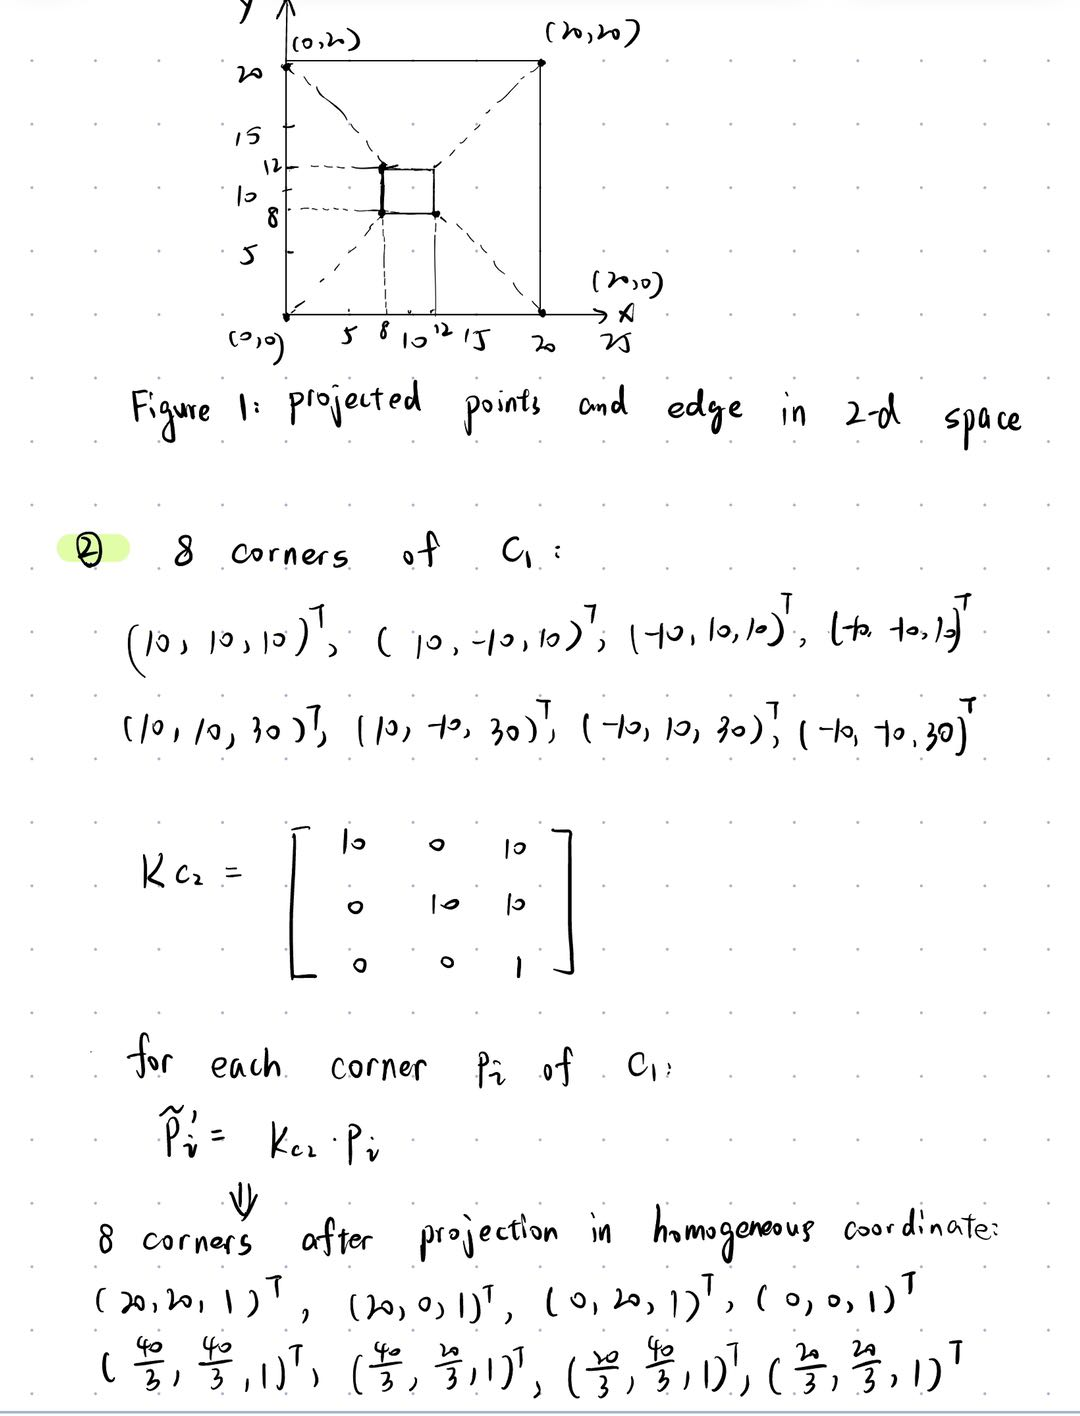 y
(0,20) (20,20)
20
15
12
10
8
5
(20,0)
x
(0,0) 5 8 10 12 15 20 25
Figure 1: projected points and edge in 2-d space
② 8 corners of C₁:
(10, 10, 10)ᵀ, (10, -10, 10)ᵀ, (-10, 10, 10)ᵀ, (-10, -10, 10)ᵀ
(10, 10, 30)ᵀ, (10, -10, 30)ᵀ, (-10, 10, 30)ᵀ, (-10, -10, 30)ᵀ
K c₂ = [ 10 0 10
0 10 10
0 0 1 ]
for each corner Pi of C₁:
P̃i' = Kc₂ · Pi
⇓
8 corners after projection in homogeneous coordinate:
(20, 20, 1)ᵀ, (20, 0, 1)ᵀ, (0, 20, 1)ᵀ, (0, 0, 1)ᵀ
(40/3, 40/3, 1)ᵀ, (40/3, 20/3, 1)ᵀ, (20/3, 40/3, 1)ᵀ, (20/3, 20/3, 1)ᵀ